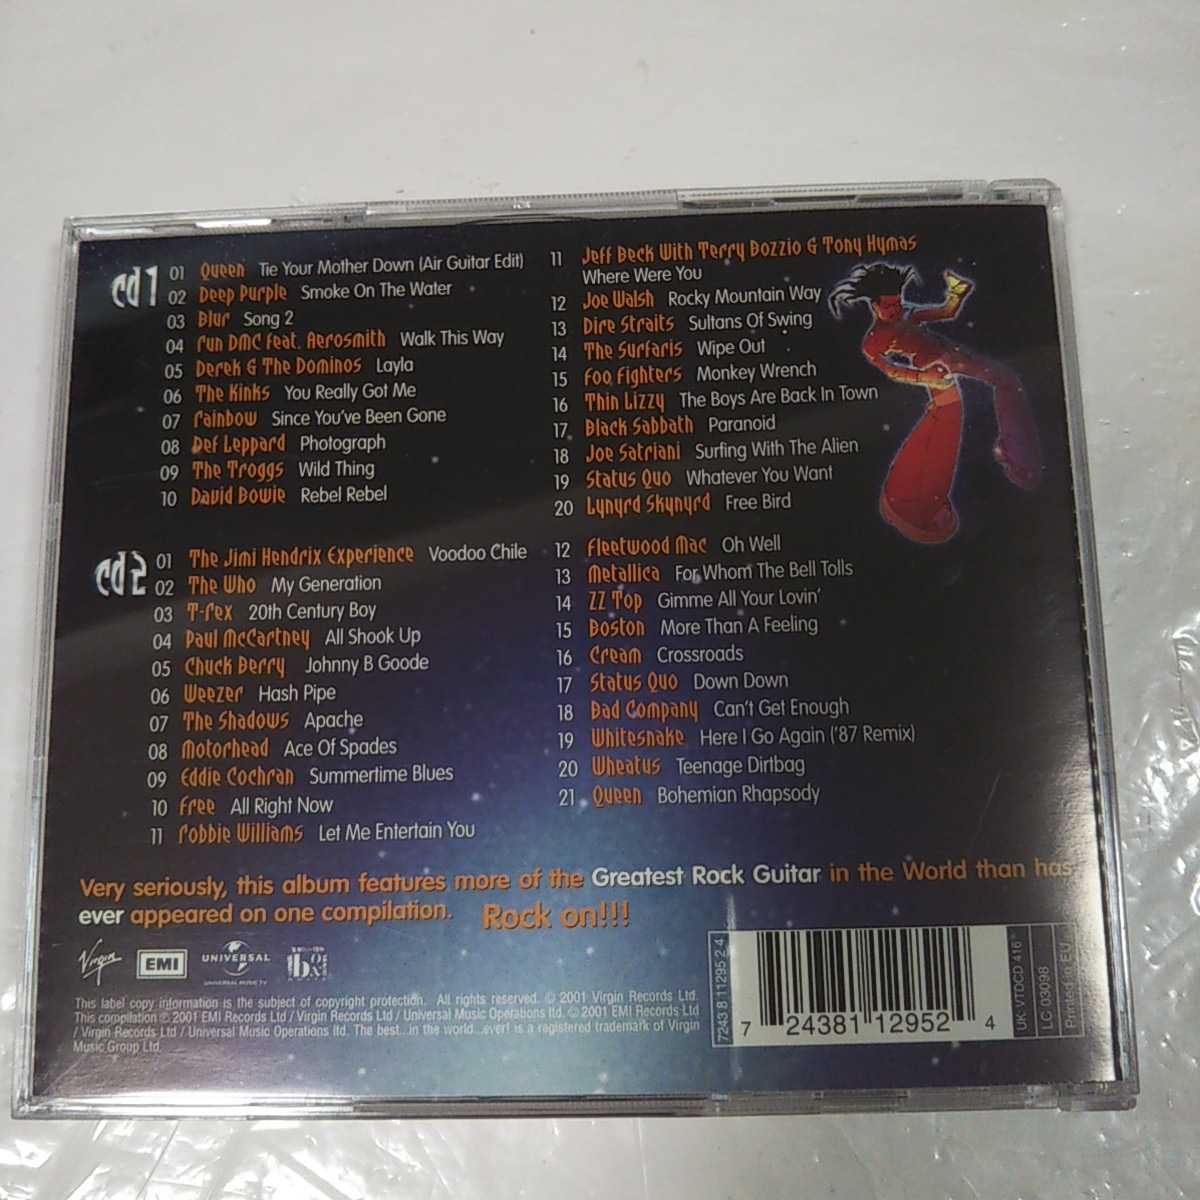 cd 1
01 Queen Tie Your Mother Down (Air Guitar Edit)
02 Deep Purple Smoke On The Water
03 Blur Song 2
04 run DMC feat. Aerosmith Walk This Way
05 Derek & The Dominos Layla
06 The Kinks You Really Got Me
07 rainbow Since You've Been Gone
08 Def Leppard Photograph
09 The Troggs Wild Thing
10 David Bowie Rebel Rebel
11 Jeff Beck With Terry Bozzio & Tony Hymas
Where Were You
12 Joe Walsh Rocky Mountain Way
13 Dire Straits Sultans Of Swing
14 The Surfaris Wipe Out
15 Foo Fighters Monkey Wrench
16 Thin Lizzy The Boys Are Back In Town
17 Black Sabbath Paranoid
18 Joe Satriani Surfing With The Alien
19 Status Quo Whatever You Want
20 Lynyrd Skynyrd Free Bird
cd 2
01 The Jimi Hendrix Experience Voodoo Chile
02 The Who My Generation
03 T-rex 20th Century Boy
04 Paul McCartney All Shook Up
05 Chuck Berry Johnny B Goode
06 Weezer Hash Pipe
07 The Shadows Apache
08 Motorhead Ace Of Spades
09 Eddie Cochran Summertime Blues
10 Free All Right Now
11 robbie Williams Let Me Entertain You
12 Fleetwood Mac Oh Well
13 Metallica For Whom The Bell Tolls
14 ZZ Top Gimme All Your Lovin'
15 Boston More Than A Feeling
16 Cream Crossroads
17 Status Quo Down Down
18 Bad Company Can't Get Enough
19 Whitesnake Here I Go Again ('87 Remix)
20 Wheatus Teenage Dirtbag
21 Queen Bohemian Rhapsody
Very seriously, this album features more of the Greatest Rock Guitar in the World than has
ever appeared on one compilation. Rock on!!!
Virgin EMI UNIVERSAL
UNIVERSAL MUSIC TV
This label copy information is the subject of copyright protection. All rights reserved. © 2001 Virgin Records Ltd.
This compilation ℗ 2001 EMI Records Ltd / Virgin Records Ltd / Universal Music Operations ltd. © 2001 EMI Records Ltd
/ Virgin Records Ltd / Universal Music Operations ltd. The best...in the world...ever! is a registered trademark of Virgin
Music Group Ltd.
7243 8 11295 2 4
7 24381 12952 4
UK: VTDCD 416
LC 03098
Printed in EU